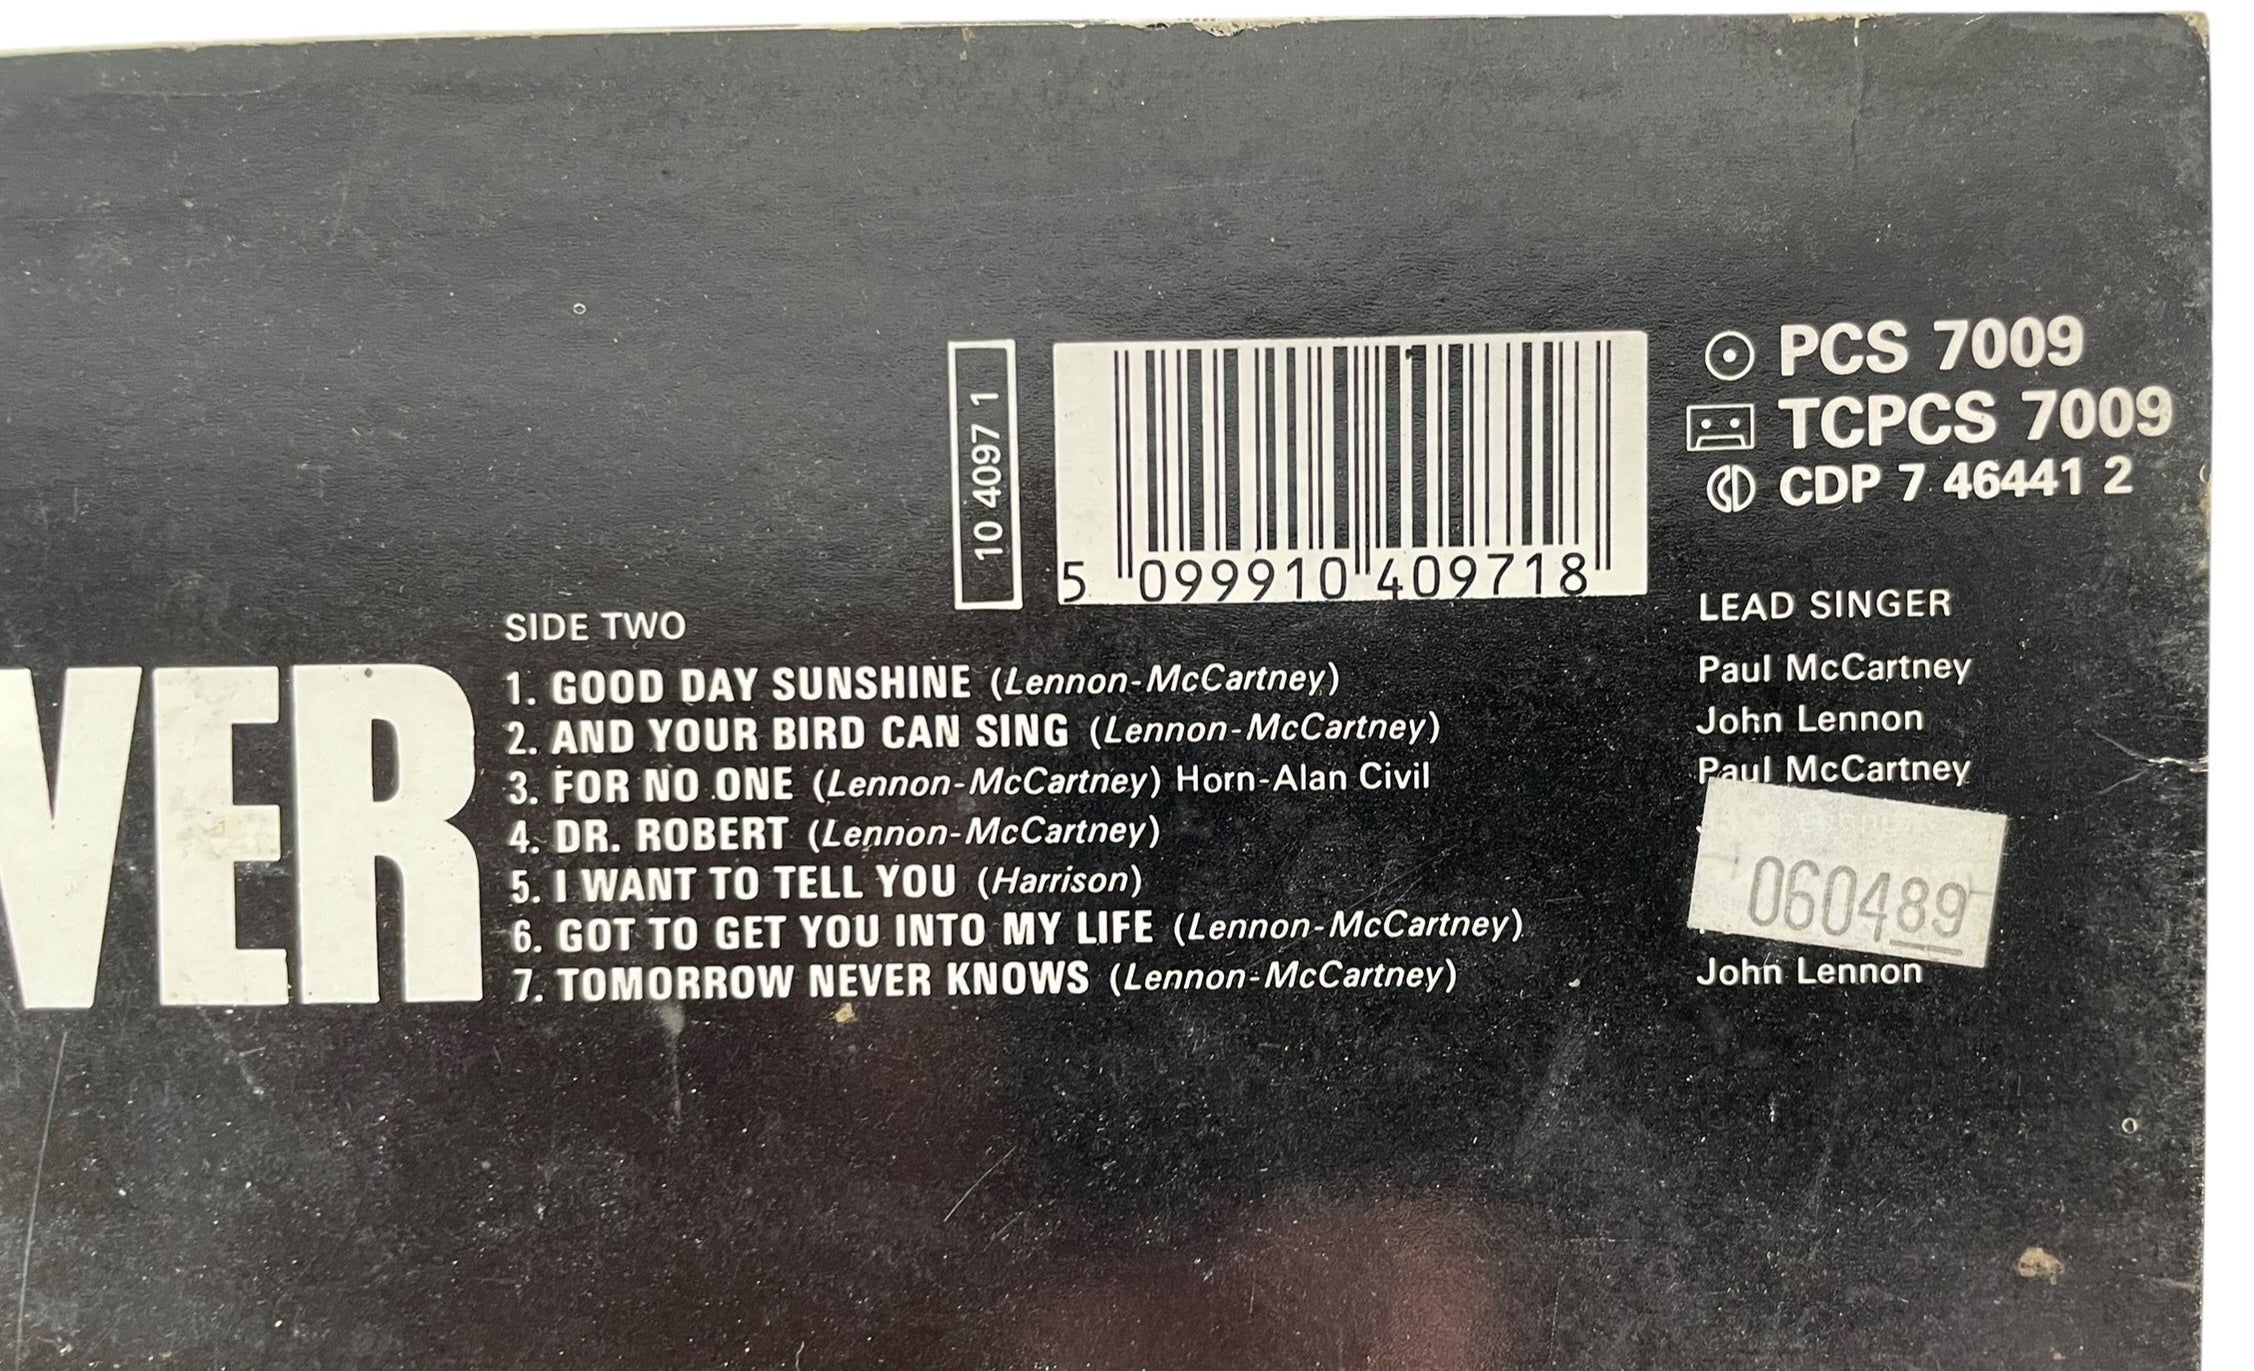 PCS 7009
TCPCS 7009
CDP 7 46441 2
10 4097 1
5 099910 409718
VER
SIDE TWO
LEAD SINGER
1. GOOD DAY SUNSHINE (Lennon-McCartney) Paul McCartney
2. AND YOUR BIRD CAN SING (Lennon-McCartney) John Lennon
3. FOR NO ONE (Lennon-McCartney) Horn-Alan Civil Paul McCartney
4. DR. ROBERT (Lennon-McCartney)
5. I WANT TO TELL YOU (Harrison)
060489
6. GOT TO GET YOU INTO MY LIFE (Lennon-McCartney)
7. TOMORROW NEVER KNOWS (Lennon-McCartney) John Lennon